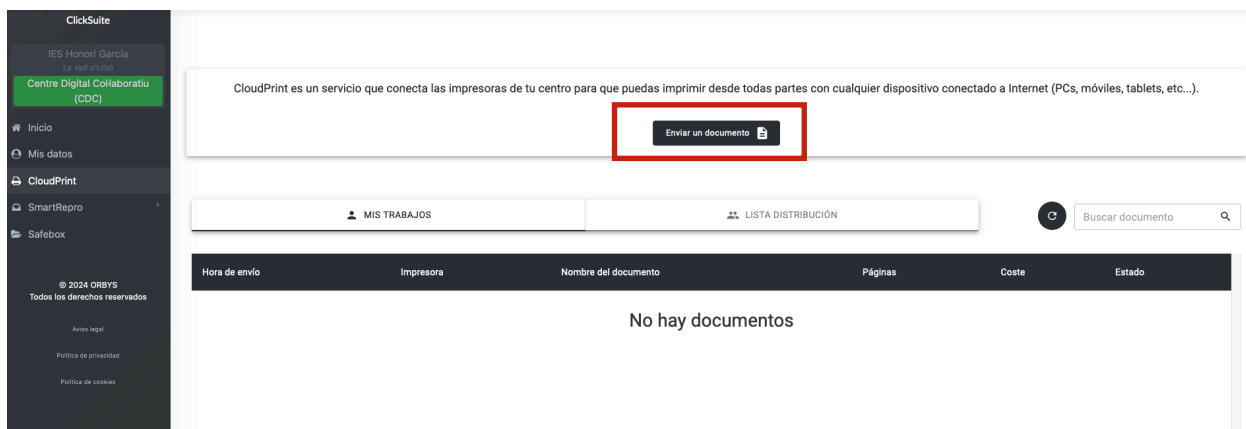 ClickSuite
IES Honori García
La Vall d'Uixó
Centre Digital Col·laboratiu
(CDC)
Inicio
Mis datos
CloudPrint
SmartRepro
Safebox
© 2024 ORBYS
Todos los derechos reservados
Aviso legal
Política de privacidad
Política de cookies
CloudPrint es un servicio que conecta las impresoras de tu centro para que puedas imprimir desde todas partes con cualquier dispositivo conectado a Internet (PCs, móviles, tablets, etc...).
Enviar un documento
MIS TRABAJOS
LISTA DISTRIBUCIÓN
Buscar documento
Hora de envío Impresora Nombre del documento Páginas Coste Estado
No hay documentos